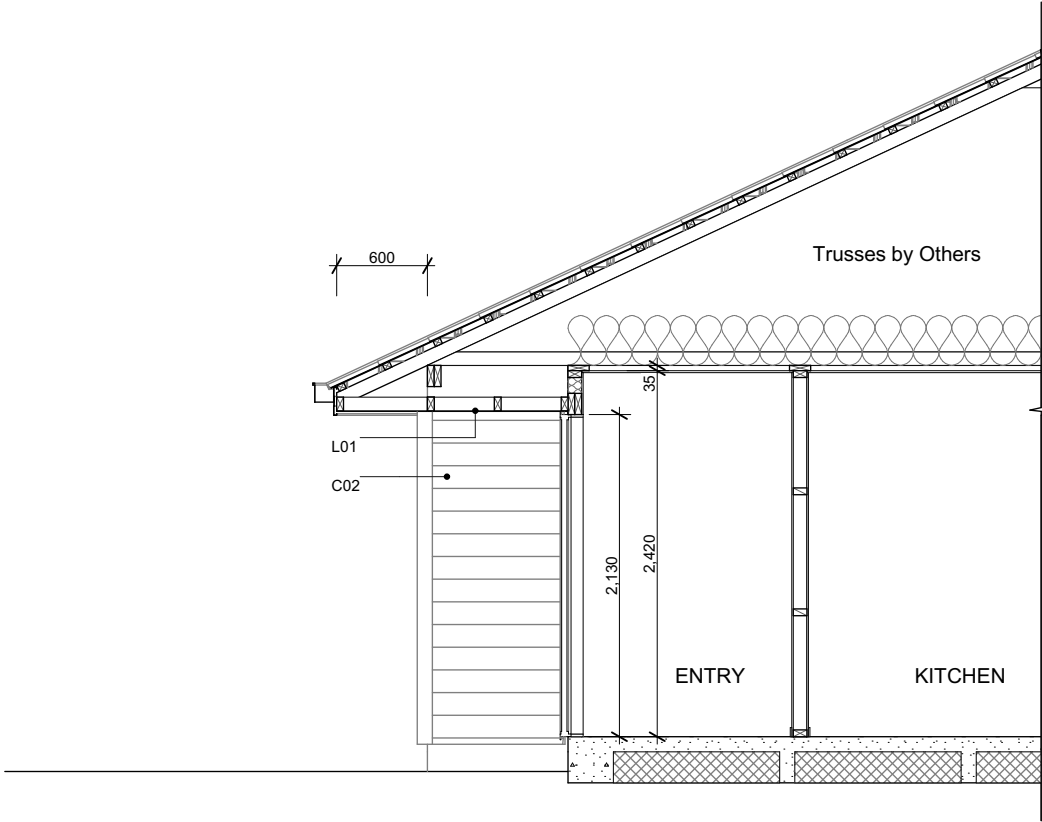 600
Trusses by Others
35
L01
C02
2,130
2,420
ENTRY
KITCHEN